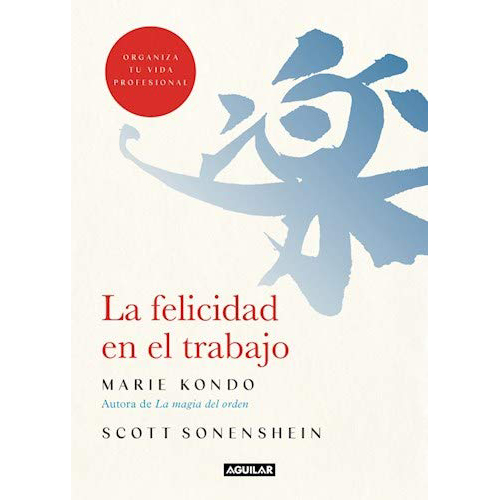 ORGANIZA
TU VIDA
PROFESIONAL
楽
La felicidad
en el trabajo
MARIE KONDO
Autora de La magia del orden
SCOTT SONENSHEIN
AGUILAR